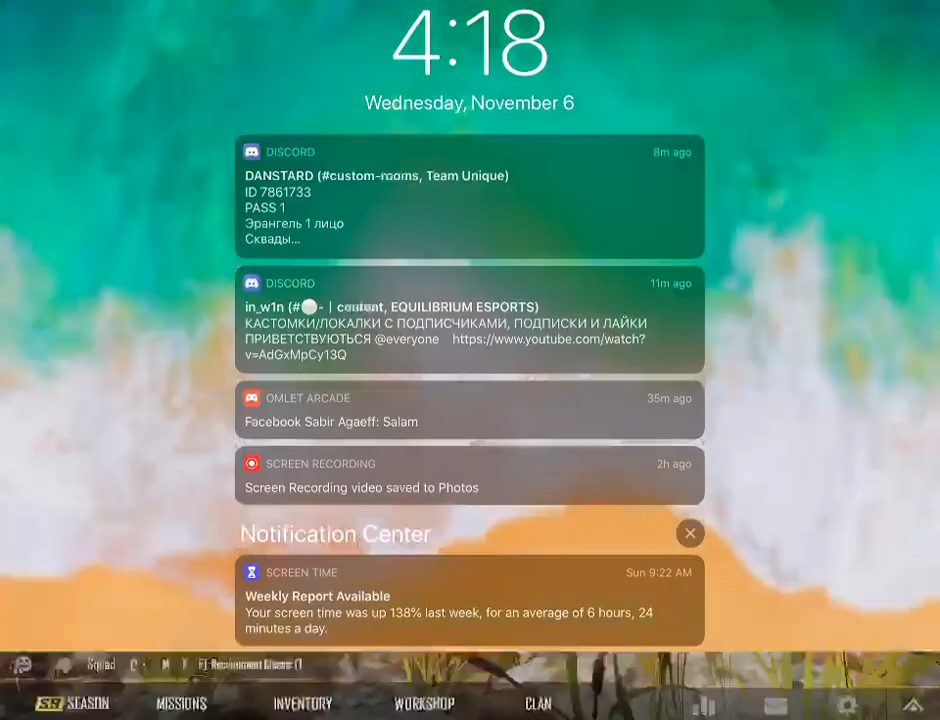 4:18
Wednesday, November 6
DISCORD 8m ago
DANSTARD (#custom-rooms, Team Unique)
ID 7861733
PASS 1
Эрангель 1 лицо
Сквады...
DISCORD 11m ago
in_w1n (#⚪- | content, EQUILIBRIUM ESPORTS)
КАСТОМКИ/ЛОКАЛКИ С ПОДПИСЧИКАМИ, ПОДПИСКИ И ЛАЙКИ
ПРИВЕТСТВУЮТЬСЯ @everyone https://www.youtube.com/watch?
v=AdGxMpCy13Q
OMLET ARCADE 35m ago
Facebook Sabir Agaeff: Salam
SCREEN RECORDING 2h ago
Screen Recording video saved to Photos
Notification Center
SCREEN TIME Sun 9:22 AM
Weekly Report Available
Your screen time was up 138% last week, for an average of 6 hours, 24
minutes a day.
Squad
S9 SEASON MISSIONS INVENTORY WORKSHOP CLAN